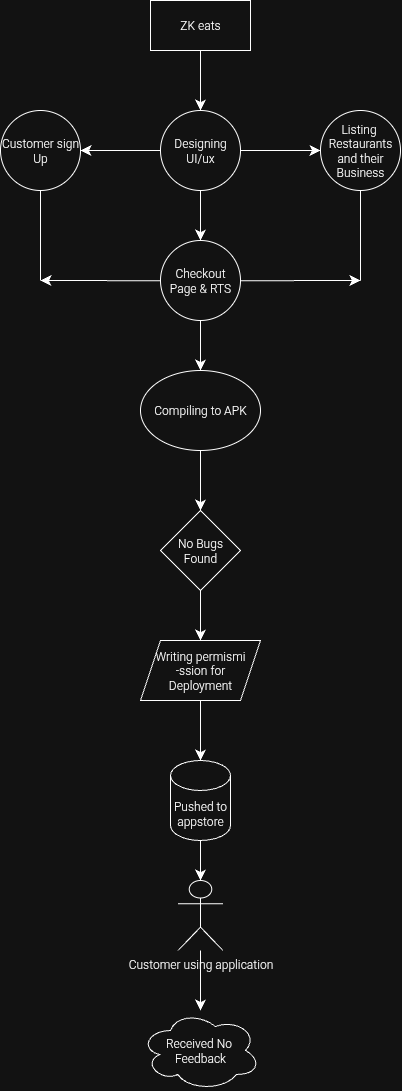 ZK eats
Customer sign
Up
Designing
UI/ux
Listing
Restaurants
and their
Business
Checkout
Page & RTS
Compiling to APK
No Bugs
Found
Writing permismi
-ssion for
Deployment
Pushed to
appstore
Customer using application
Received No
Feedback